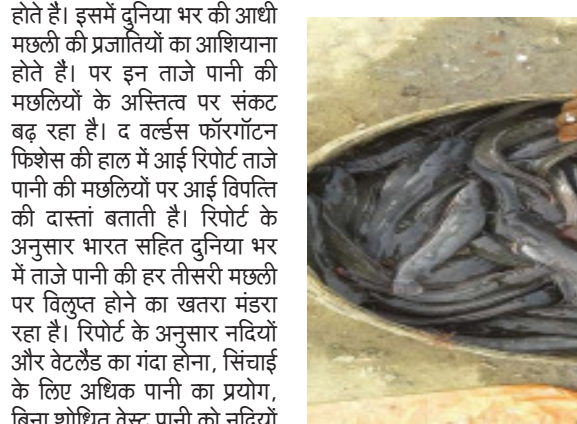 होते है। इसमें दुनिया भर की आधी
मछली की प्रजातियों का आशियाना
होते हैं। पर इन ताजे पानी की
मछलियों के अस्तित्व पर संकट
बढ़ रहा है। द वर्ल्डस फॉरगॉटन
फिशेस की हाल में आई रिपोर्ट ताजे
पानी की मछलियों पर आई विपत्ति
की दास्तां बताती है। रिपोर्ट के
अनुसार भारत सहित दुनिया भर
में ताजे पानी की हर तीसरी मछली
पर विलुप्त होने का खतरा मंडरा
रहा है। रिपोर्ट के अनुसार नदियों
और वेटलैड का गंदा होना, सिंचाई
के लिए अधिक पानी का प्रयोग,
बिना शोधित वेस्ट पानी को नदियों